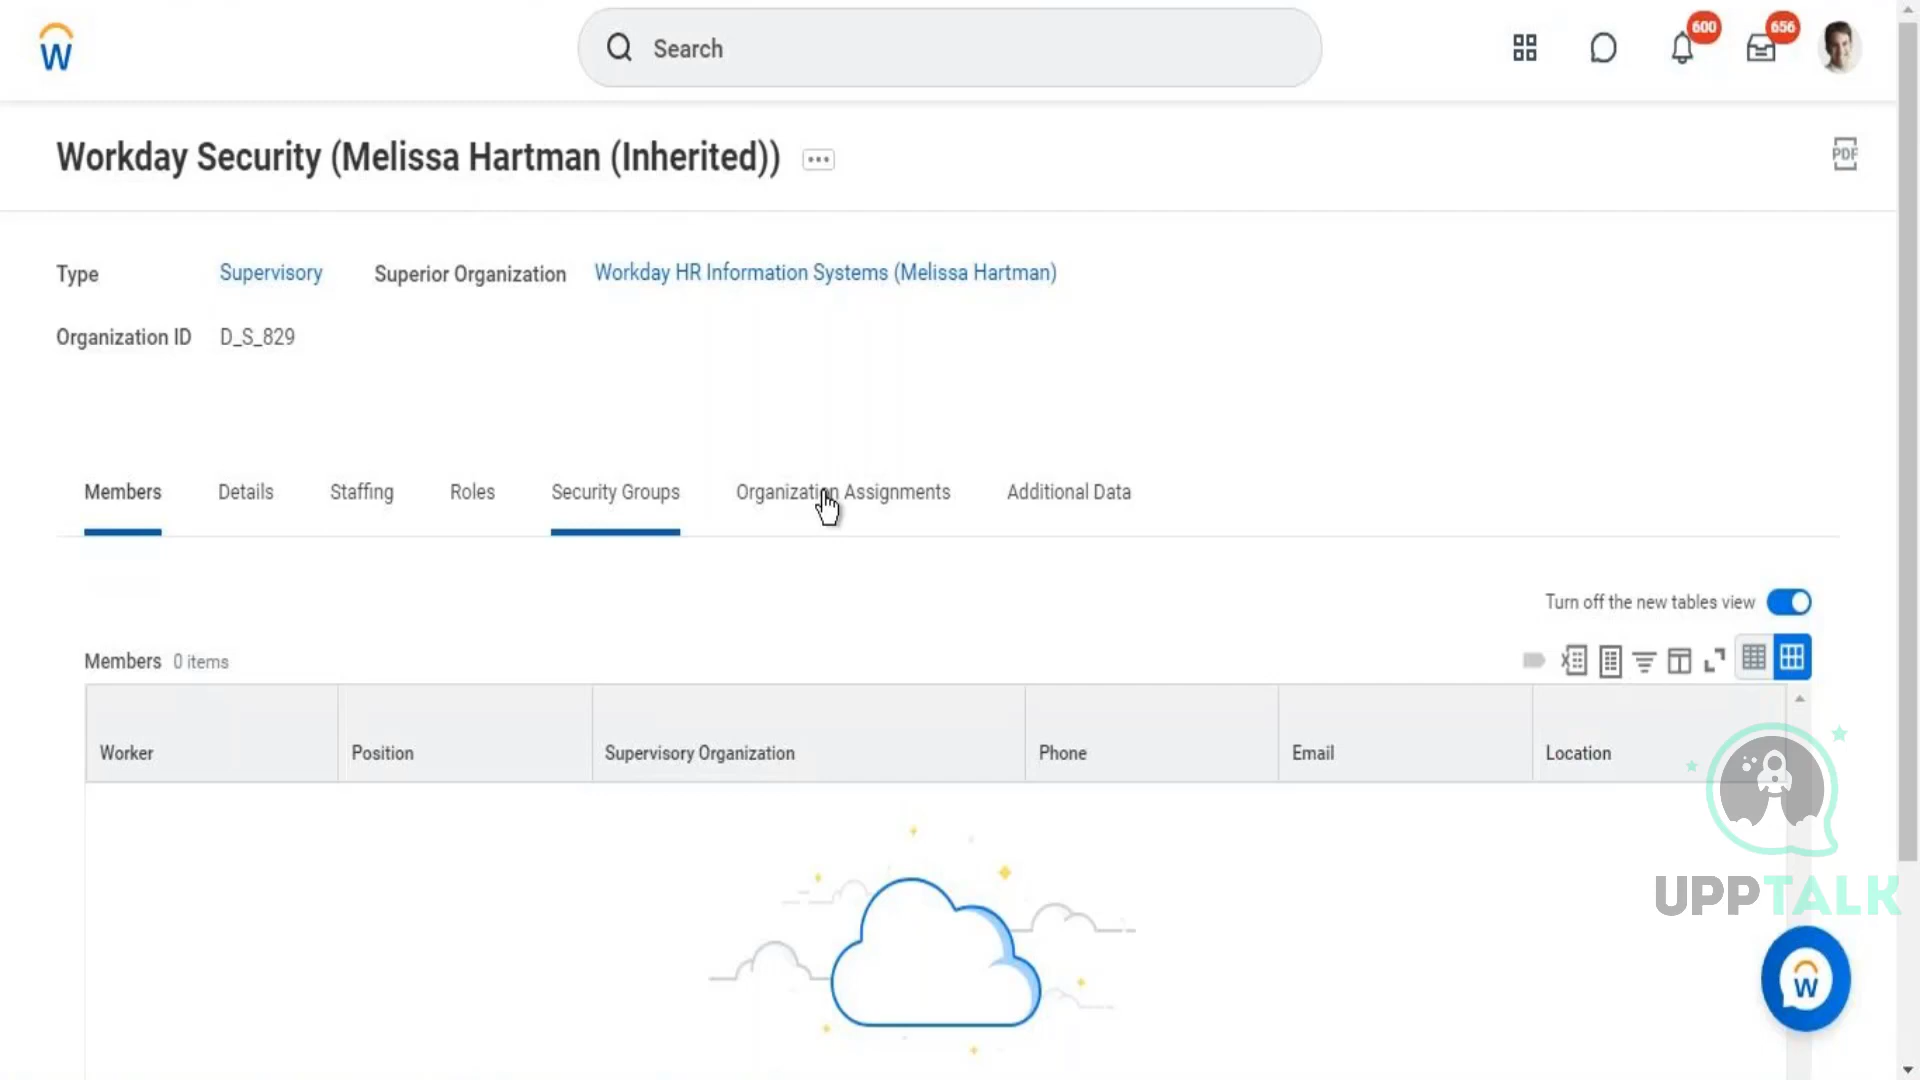 W
Search
600
656
Workday Security (Melissa Hartman (Inherited))
PDF
Type Supervisory Superior Organization Workday HR Information Systems (Melissa Hartman)
Organization ID D_S_829
Members Details Staffing Roles Security Groups Organization Assignments Additional Data
Turn off the new tables view
Members 0 items
Worker Position Supervisory Organization Phone Email Location
UPPTALK
W